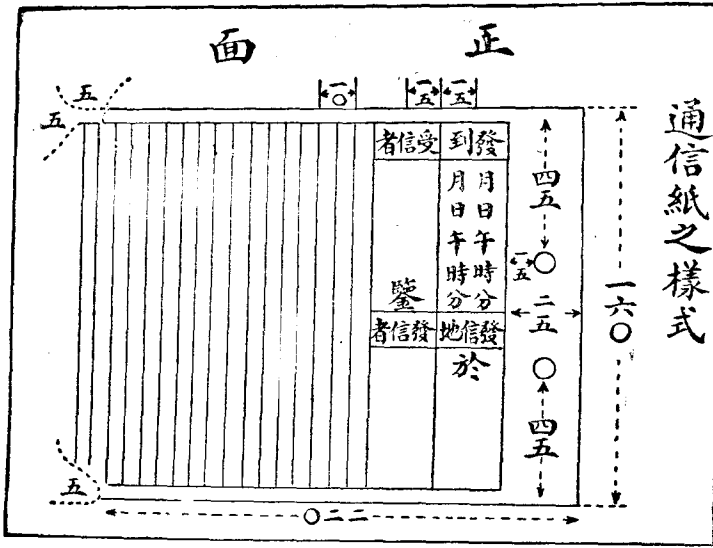 通信紙之樣式
正面
一六〇
二二〇
四五
一五
二五
四五
一五
一五
一〇
五
五
五
發到
月日午時分
月日午時分
發信地
於
受信者
鑒
發信者